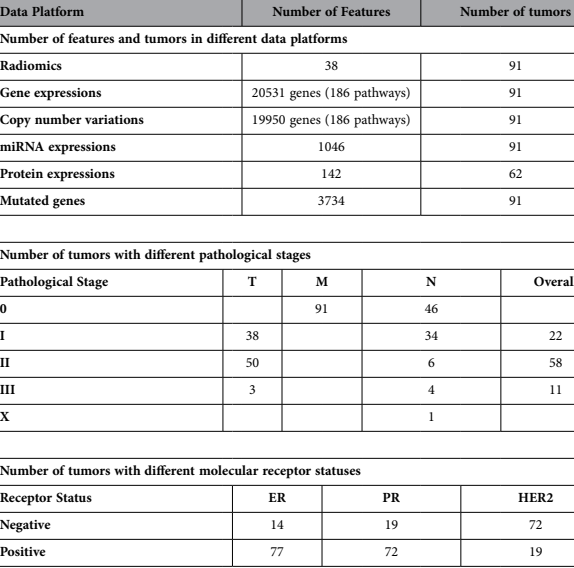 Data Platform Number of Features Number of tumors
Number of features and tumors in different data platforms
Radiomics 38 91
Gene expressions 20531 genes (186 pathways) 91
Copy number variations 19950 genes (186 pathways) 91
miRNA expressions 1046 91
Protein expressions 142 62
Mutated genes 3734 91
Number of tumors with different pathological stages
Pathological Stage T M N Overal
0 91 46
I 38 34 22
II 50 6 58
III 3 4 11
X 1
Number of tumors with different molecular receptor statuses
Receptor Status ER PR HER2
Negative 14 19 72
Positive 77 72 19